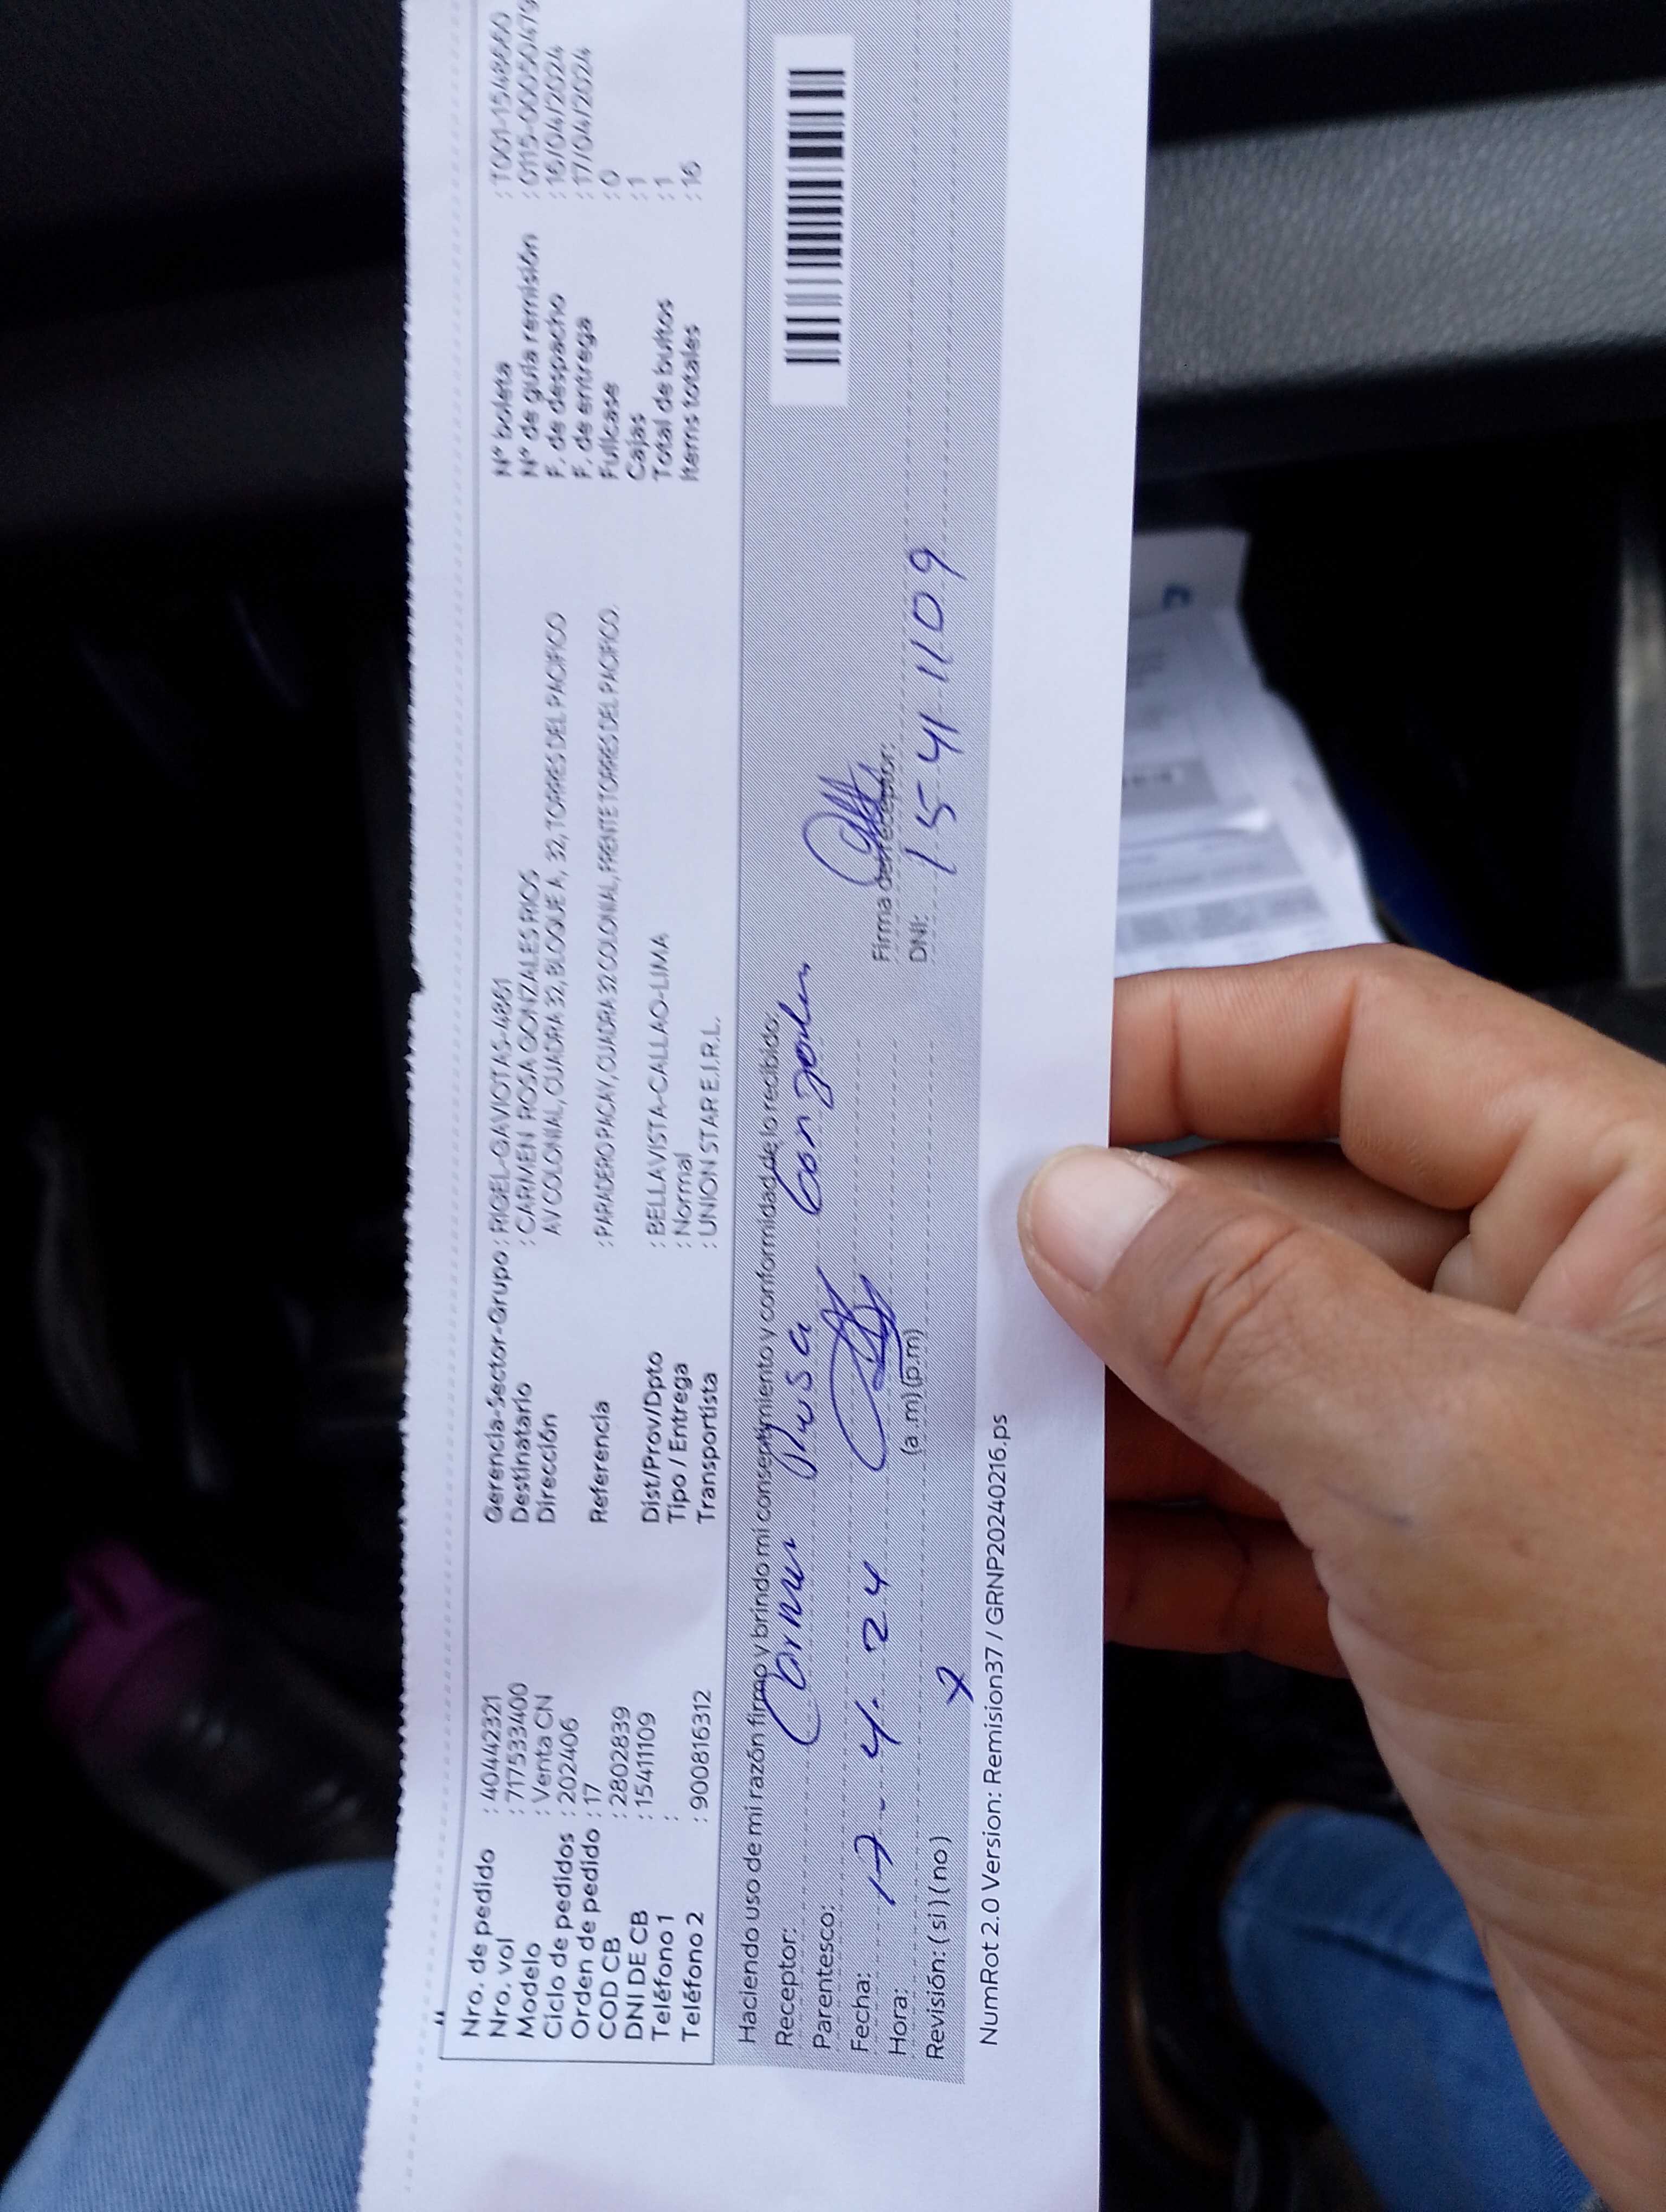 Nro. de pedido : 40442321
Nro. vol : 717533400
Modelo : Venta CN
Ciclo de pedidos : 202406
Orden de pedido : 17
COD CB : 2802839
DNI DE CB : 15411109
Teléfono 1 :
Teléfono 2 : 900816312
Gerencia-Sector-Grupo : RIGEL-GAVIOTAS-4861
Destinatario : CARMEN ROSA GONZALES RIOS
Dirección AV COLONIAL, CUADRA 32, BLOQUE A, 32, TORRES DEL PACIFICO
Referencia : PARADERO PACAY, CUADRA 32 COLONIAL, FRENTE TORRES DEL PACIFICO.
Dist/Prov/Dpto : BELLAVISTA-CALLAO-LIMA
Tipo / Entrega : Normal
Transportista : UNION STAR E.I.R.L.
N° boleta : T001-1548660
N° de guía remisión : 0115-00050479
F. de despacho : 16/04/2024
F. de entrega : 17/04/2024
Fullcase : 0
Cajas : 1
Total de bultos : 1
Items totales : 16
Haciendo uso de mi razón firmo y brindo mi consentimiento y conformidad de lo recibido.
Receptor: Carmen Rosa Gonzales
Parentesco:
Fecha: 17 - 4. 24
Firma del receptor:
Hora: (a.m) (p.m)
DNI: 15411109
Revisión: (si) (no)
NumRot 2.0 Version: Remision37 / GRNP20240216.ps